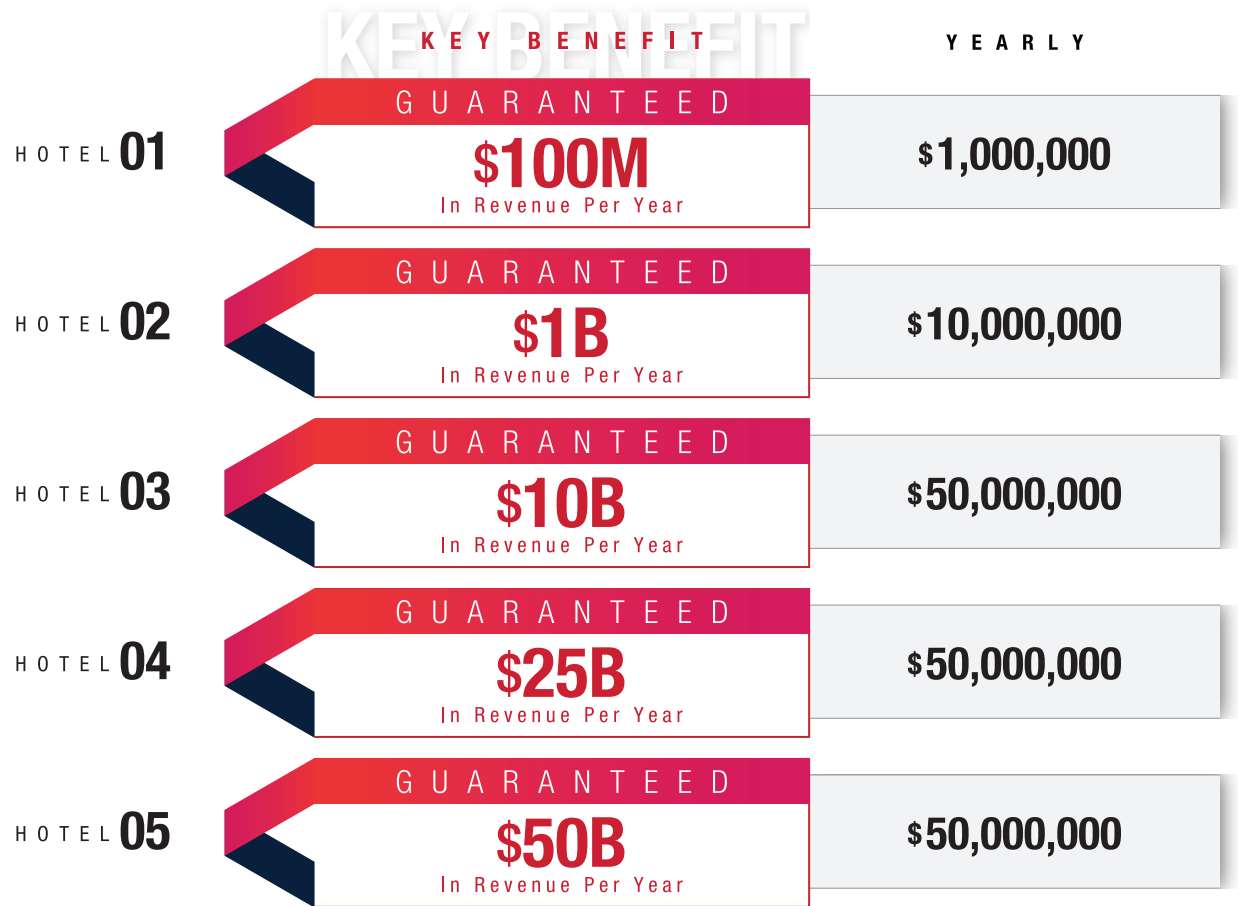 KEY BENEFIT
KEY BENEFIT YEARLY
GUARANTEED
HOTEL 01 $100M $1,000,000
In Revenue Per Year
GUARANTEED
HOTEL 02 $1B $10,000,000
In Revenue Per Year
GUARANTEED
HOTEL 03 $10B $50,000,000
In Revenue Per Year
GUARANTEED
HOTEL 04 $25B $50,000,000
In Revenue Per Year
GUARANTEED
HOTEL 05 $50B $50,000,000
In Revenue Per Year